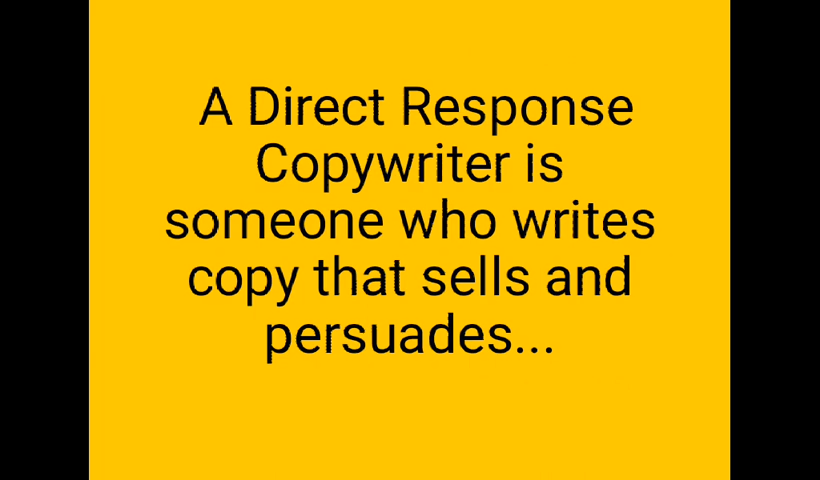 A Direct Response
Copywriter is
someone who writes
copy that sells and
persuades...